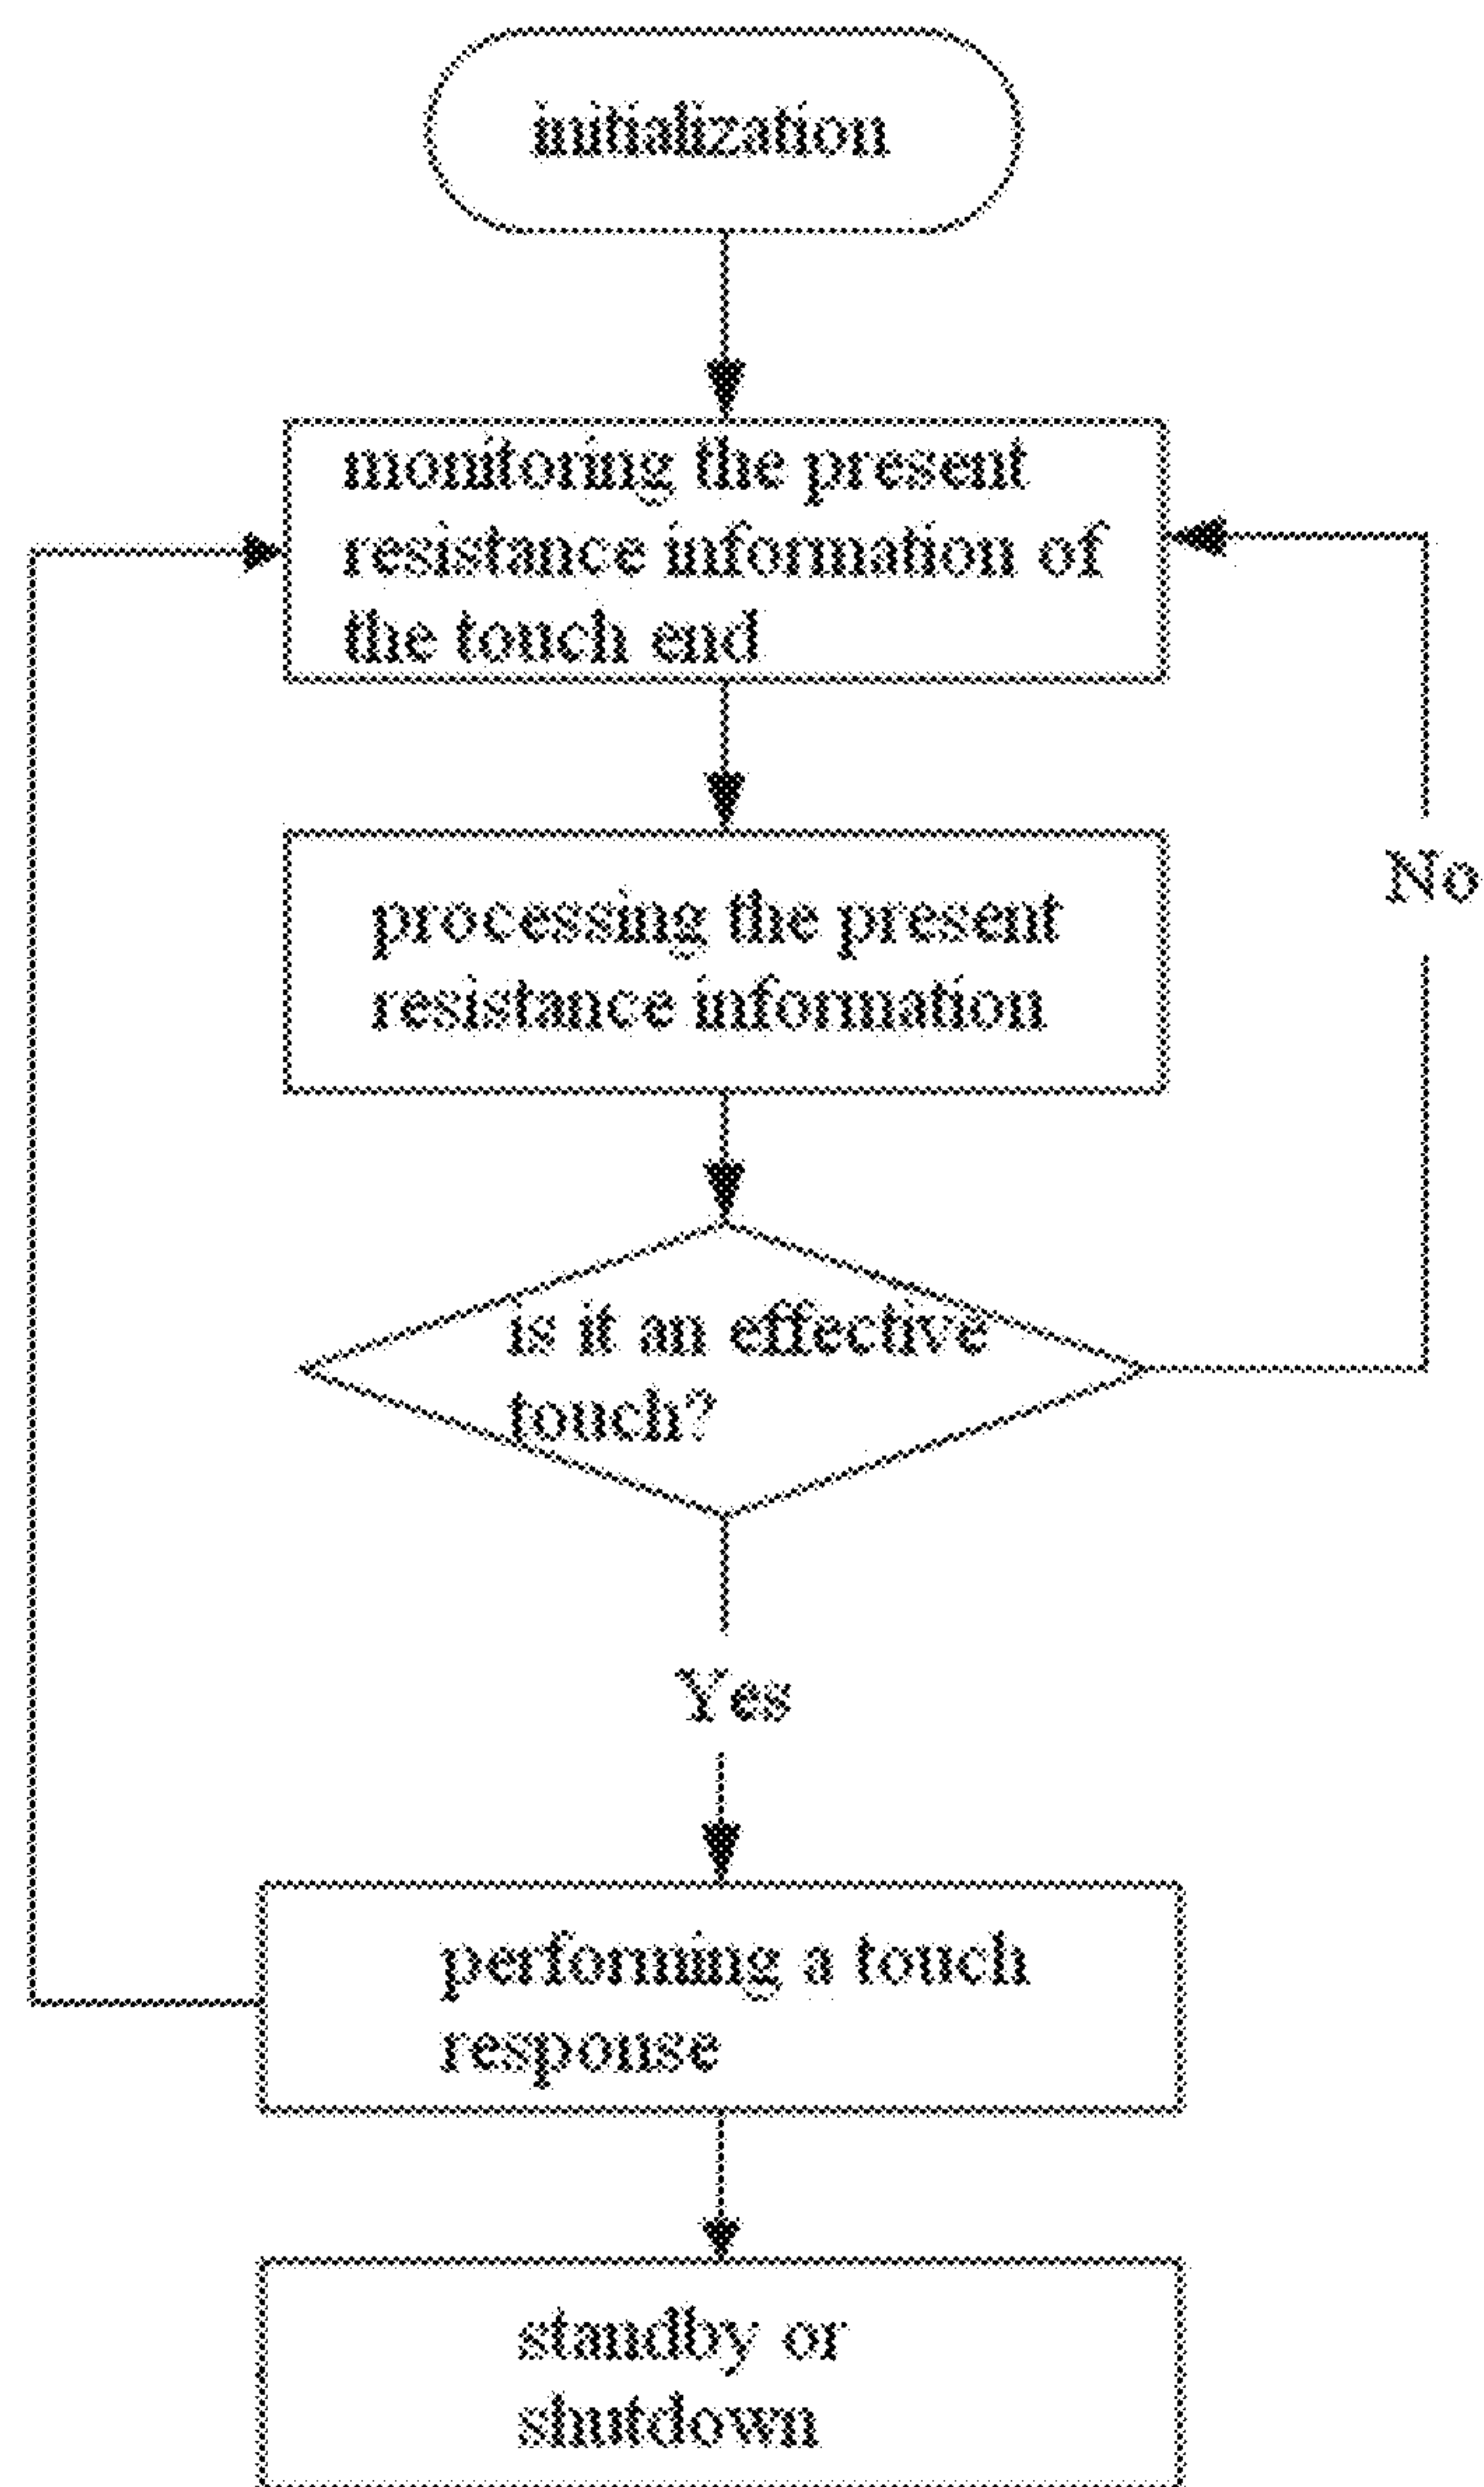 initialization
monitoring the present
resistance information of
the touch end
No
processing the present
resistance information
is it an effective
touch?
Yes
performing a touch
response
standby or
shutdown